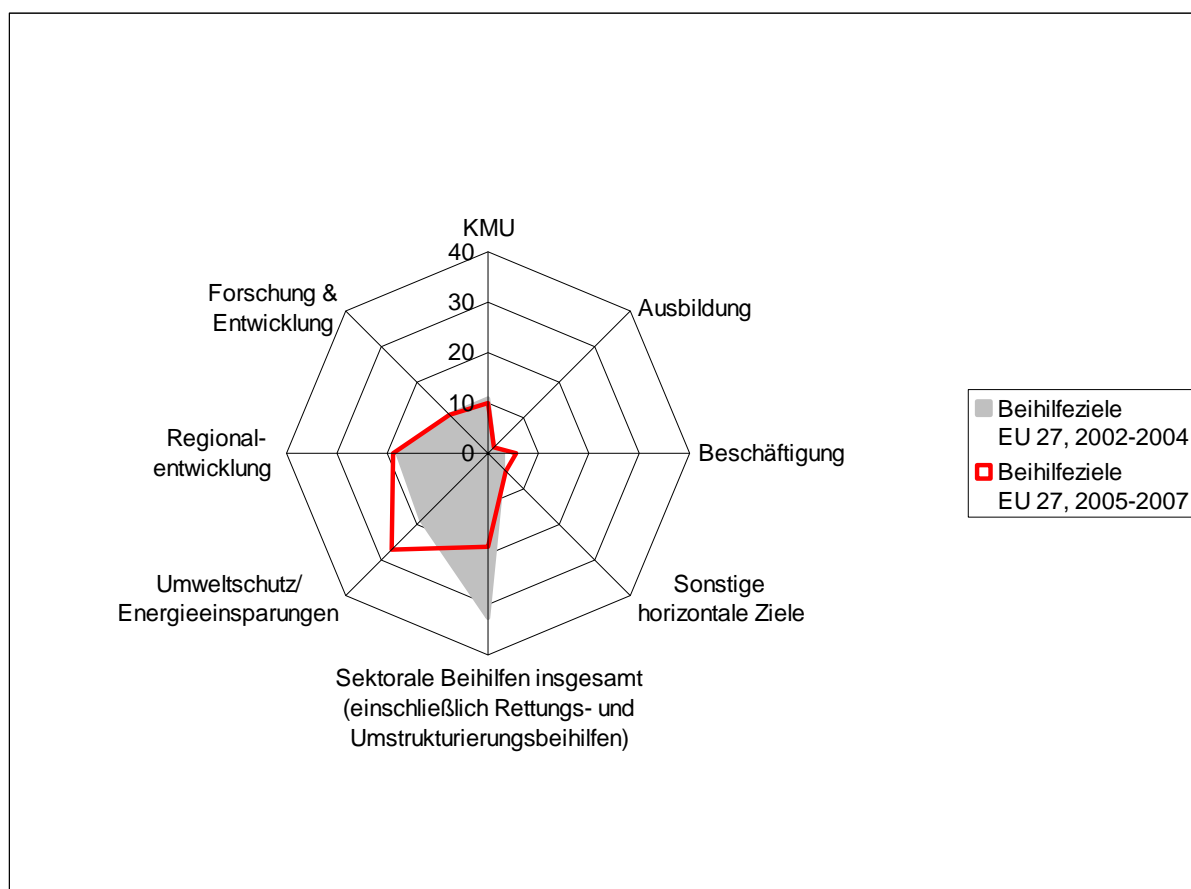 KMU
40
30
20
10
0
Ausbildung
Beschäftigung
Sonstige
horizontale Ziele
Sektorale Beihilfen insgesamt
(einschließlich Rettungs- und
Umstrukturierungsbeihilfen)
Umweltschutz/
Energieeinsparungen
Regional-
entwicklung
Forschung &
Entwicklung
Beihilfeziele
EU 27, 2002-2004
Beihilfeziele
EU 27, 2005-2007